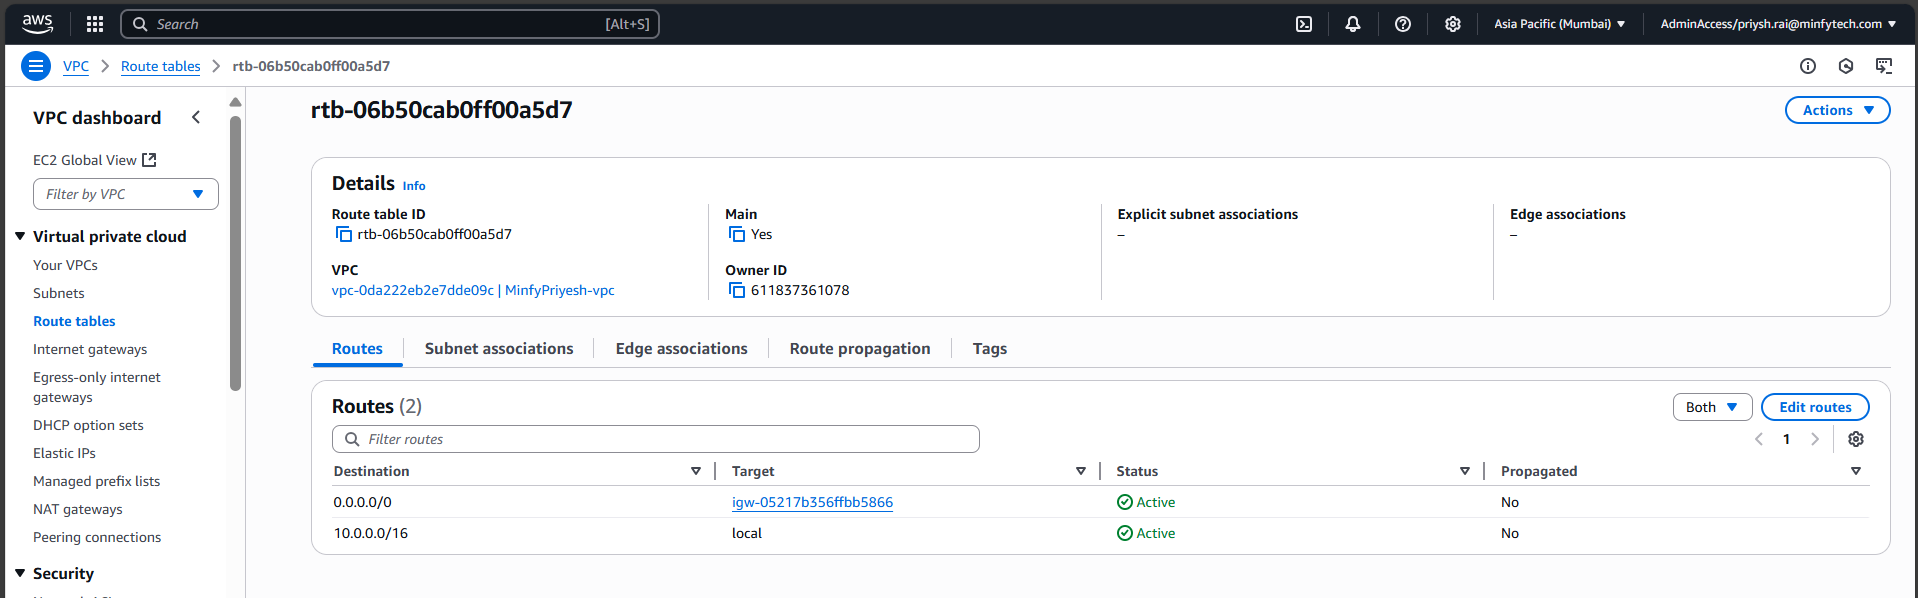 aws
Search [Alt+S]
Asia Pacific (Mumbai)
AdminAccess/priysh.rai@minfytech.com
VPC
Route tables
rtb-06b50cab0ff00a5d7
VPC dashboard
EC2 Global View
Filter by VPC
Virtual private cloud
Your VPCs
Subnets
Route tables
Internet gateways
Egress-only internet
gateways
DHCP option sets
Elastic IPs
Managed prefix lists
NAT gateways
Peering connections
Security
rtb-06b50cab0ff00a5d7
Actions
Details Info
Route table ID
rtb-06b50cab0ff00a5d7
Main
Yes
Explicit subnet associations
–
Edge associations
–
VPC
vpc-0da222eb2e7dde09c | MinfyPriyesh-vpc
Owner ID
611837361078
Routes Subnet associations Edge associations Route propagation Tags
Routes (2)
Both
Edit routes
Filter routes
1
Destination Target Status Propagated
0.0.0.0/0 igw-05217b356ffbb5866 Active No
10.0.0.0/16 local Active No